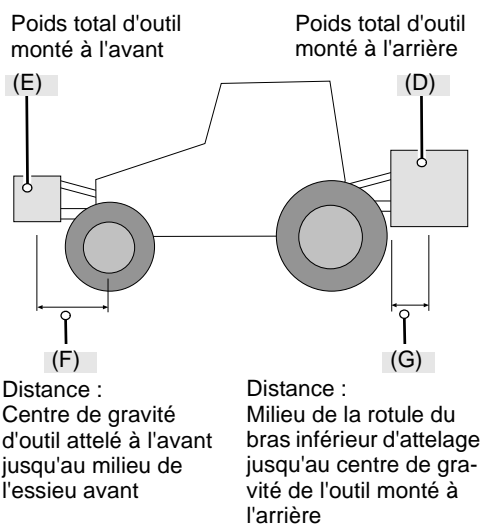 Poids total d'outil
monté à l'avant
(E)
Poids total d'outil
monté à l'arrière
(D)
(F)
Distance :
Centre de gravité
d'outil attelé à l'avant
jusqu'au milieu de
l'essieu avant
(G)
Distance :
Milieu de la rotule du
bras inférieur d'attelage
jusqu'au centre de gra-
vité de l'outil monté à
l'arrière